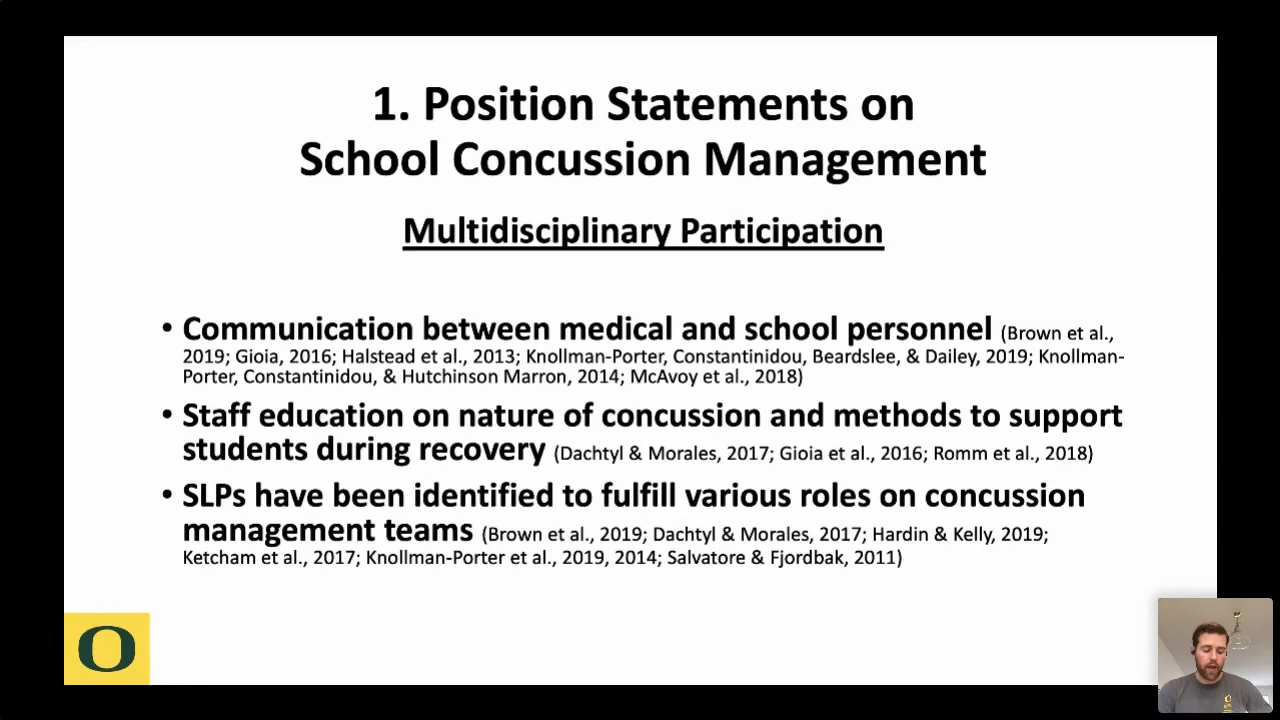 1. Position Statements on
School Concussion Management
Multidisciplinary Participation
• Communication between medical and school personnel (Brown et al.,
2019; Gioia, 2016; Halstead et al., 2013; Knollman-Porter, Constantinidou, Beardslee, & Dailey, 2019; Knollman-
Porter, Constantinidou, & Hutchinson Marron, 2014; McAvoy et al., 2018)
• Staff education on nature of concussion and methods to support
students during recovery (Dachtyl & Morales, 2017; Gioia et al., 2016; Romm et al., 2018)
• SLPs have been identified to fulfill various roles on concussion
management teams (Brown et al., 2019; Dachtyl & Morales, 2017; Hardin & Kelly, 2019;
Ketcham et al., 2017; Knollman-Porter et al., 2019, 2014; Salvatore & Fjordbak, 2011)
O